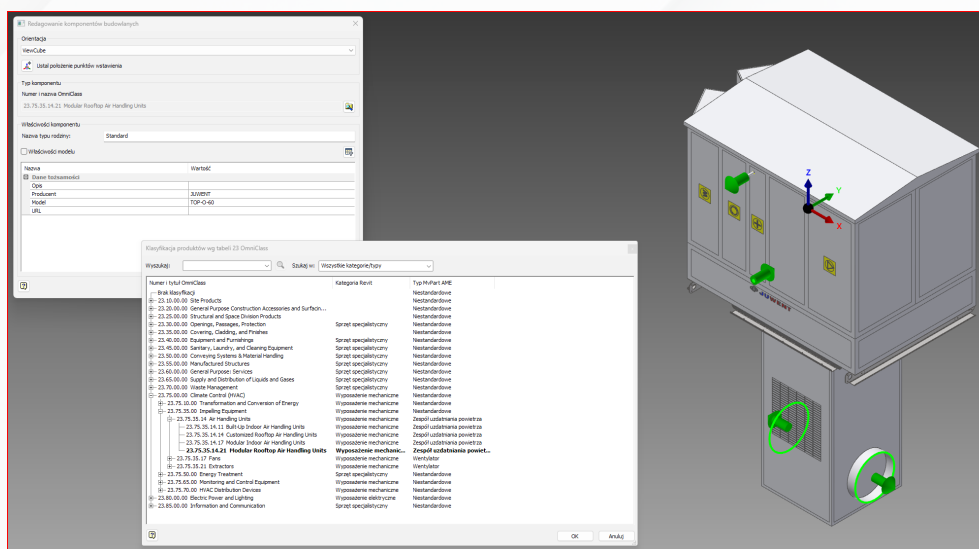 Redagowanie komponentów budowlanych
Orientacja
ViewCube
Ustal położenie punktów wstawienia
Typ komponentu
Numer i nazwa OmniClass
23.75.35.14.21 Modular Rooftop Air Handling Units
Właściwości komponentu
Nazwa typu rodziny: Standard
Właściwości modelu
Nazwa Wartość
Dane tożsamości
Opis
Producent JUWENT
Model TOP-O-60
URL
Klasyfikacja produktów wg tabeli 23 OmniClass
Wyszukaj: Szukaj w: Wszystkie kategorie/typy
Numer i tytuł OmniClass Kategoria Revit Typ MvPart AME
Brak klasyfikacji Niestandardowe
23.10.00.00 Site Products Niestandardowe
23.20.00.00 General Purpose Construction Accessories and Surfacin... Niestandardowe
23.25.00.00 Structural and Space Division Products Niestandardowe
23.30.00.00 Openings, Passages, Protection Sprzęt specjalistyczny Niestandardowe
23.35.00.00 Covering, Cladding, and Finishes Niestandardowe
23.40.00.00 Equipment and Furnishings Sprzęt specjalistyczny Niestandardowe
23.45.00.00 Sanitary, Laundry, and Cleaning Equipment Sprzęt specjalistyczny Niestandardowe
23.50.00.00 Conveying Systems & Material Handling Sprzęt specjalistyczny Niestandardowe
23.55.00.00 Manufactured Structures Sprzęt specjalistyczny Niestandardowe
23.60.00.00 General Purpose: Services Sprzęt specjalistyczny Niestandardowe
23.65.00.00 Supply and Distribution of Liquids and Gases Sprzęt specjalistyczny Niestandardowe
23.70.00.00 Waste Management Sprzęt specjalistyczny Niestandardowe
23.75.00.00 Climate Control (HVAC) Wyposażenie mechaniczne Niestandardowe
23.75.10.00 Transformation and Conversion of Energy Wyposażenie mechaniczne Niestandardowe
23.75.35.00 Impelling Equipment Wyposażenie mechaniczne Niestandardowe
23.75.35.14 Air Handling Units Wyposażenie mechaniczne Zespół uzdatniania powietrza
23.75.35.14.11 Built-Up Indoor Air Handling Units Wyposażenie mechaniczne Zespół uzdatniania powietrza
23.75.35.14.14 Customized Rooftop Air Handling Units Wyposażenie mechaniczne Zespół uzdatniania powietrza
23.75.35.14.17 Modular Indoor Air Handling Units Wyposażenie mechaniczne Zespół uzdatniania powietrza
23.75.35.14.21 Modular Rooftop Air Handling Units Wyposażenie mechanic... Zespół uzdatniania powiet...
23.75.35.17 Fans Wyposażenie mechaniczne Wentylator
23.75.35.21 Extractors Wyposażenie mechaniczne Wentylator
23.75.50.00 Energy Treatment Sprzęt specjalistyczny Niestandardowe
23.75.65.00 Monitoring and Control Equipment Wyposażenie mechaniczne Niestandardowe
23.75.70.00 HVAC Distribution Devices Wyposażenie mechaniczne Niestandardowe
23.80.00.00 Electric Power and Lighting Wyposażenie elektryczne Niestandardowe
23.85.00.00 Information and Communication Sprzęt specjalistyczny Niestandardowe
OK Anuluj
Z
Y
X
JUWENT